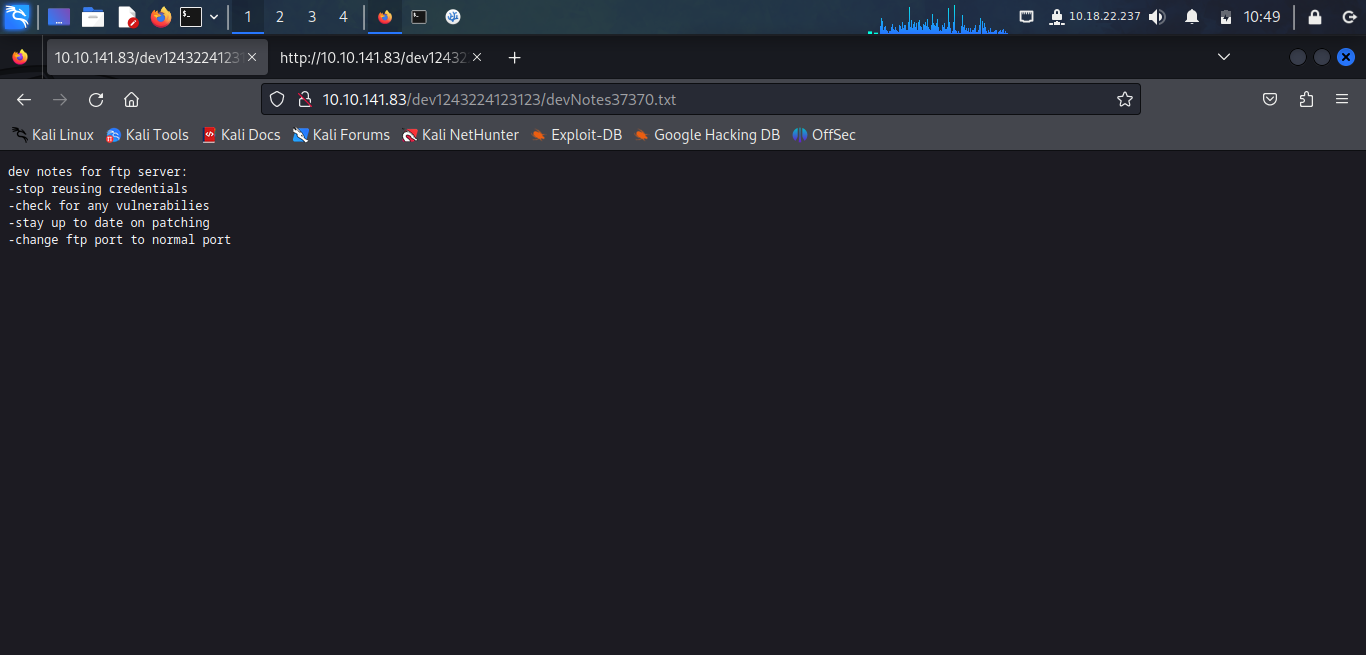 1 2 3 4 10.18.22.237 10:49
10.10.141.83/dev1243224123 http://10.10.141.83/dev12432
10.10.141.83/dev1243224123123/devNotes37370.txt
Kali Linux Kali Tools Kali Docs Kali Forums Kali NetHunter Exploit-DB Google Hacking DB OffSec
dev notes for ftp server:
-stop reusing credentials
-check for any vulnerabilies
-stay up to date on patching
-change ftp port to normal port